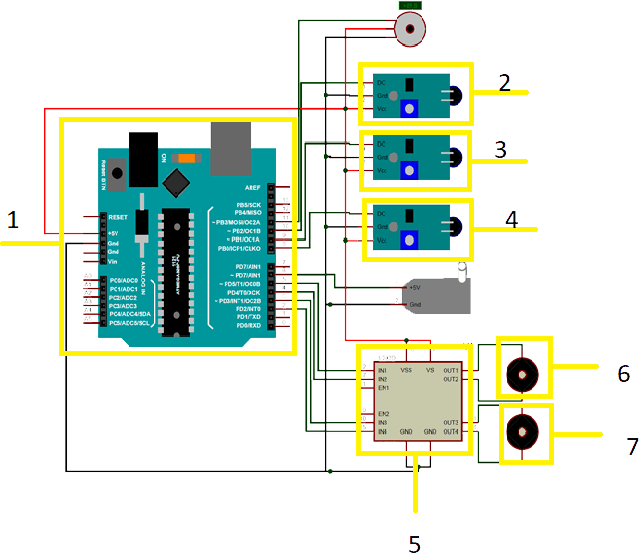 2
DC
Gnd
Vcc
3
DC
Gnd
Vcc
4
DC
Gnd
Vcc
1
Reset BTN
ON
AREF
PB5/SCK
PB4/MISO
~ PB3/MOSI/OC2A
~ PB2/OC1B
~ PB1/OC1A
PB0/ICP1/CLKO
RESET
+5V
Gnd
Gnd
Vin
ANALOG IN
PC0/ADC0
PC1/ADC1
PC2/ADC2
PC3/ADC3
PC4/ADC4/SDA
PC5/ADC5/SCL
PD7/AIN1
~ PD7/AIN1
~ PD5/T1/OC0B
PD4/T0/XCK
~ PD3/INT1/OC2B
PD2/INT0
PD1/TXD
PD0/RXD
+5V
Gnd
IN1
IN2
EN1
EN2
IN3
IN4
VSS
VS
OUT1
OUT2
OUT3
OUT4
GND
GND
6
7
5